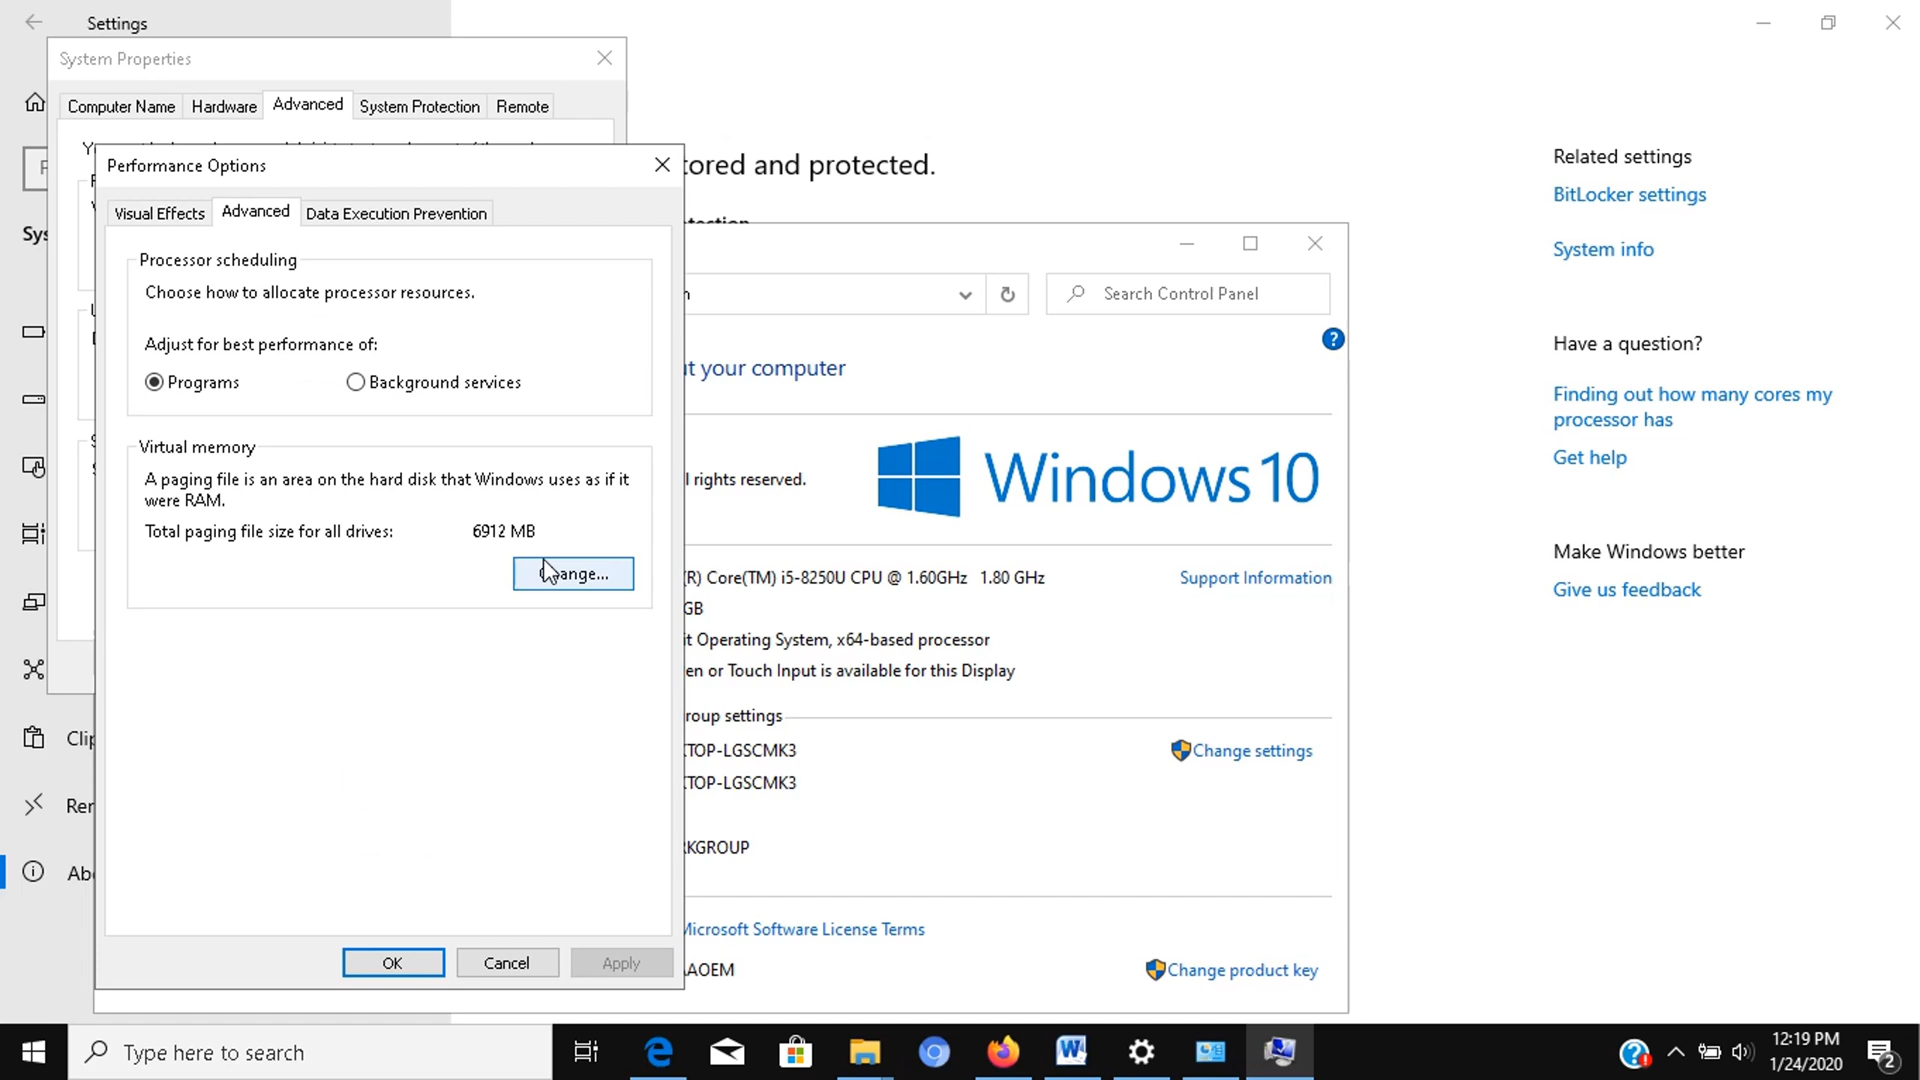 Settings
System Properties
Computer Name
Hardware
Advanced
System Protection
Remote
Performance Options
Visual Effects
Advanced
Data Execution Prevention
Processor scheduling
Choose how to allocate processor resources.
Adjust for best performance of:
Programs
Background services
Virtual memory
A paging file is an area on the hard disk that Windows uses as if it
were RAM.
Total paging file size for all drives: 6912 MB
OK
Cancel
Apply
tored and protected.
Search Control Panel
t your computer
l rights reserved.
Windows 10
(R) Core(TM) i5-8250U CPU @ 1.60GHz 1.80 GHz
Support Information
GB
it Operating System, x64-based processor
en or Touch Input is available for this Display
roup settings
TOP-LGSCMK3
Change settings
TOP-LGSCMK3
RKGROUP
Microsoft Software License Terms
AAOEM
Change product key
Related settings
BitLocker settings
System info
Have a question?
Finding out how many cores my
processor has
Get help
Make Windows better
Give us feedback
Sys
Clip
Rer
Abo
Type here to search
12:19 PM
1/24/2020
2